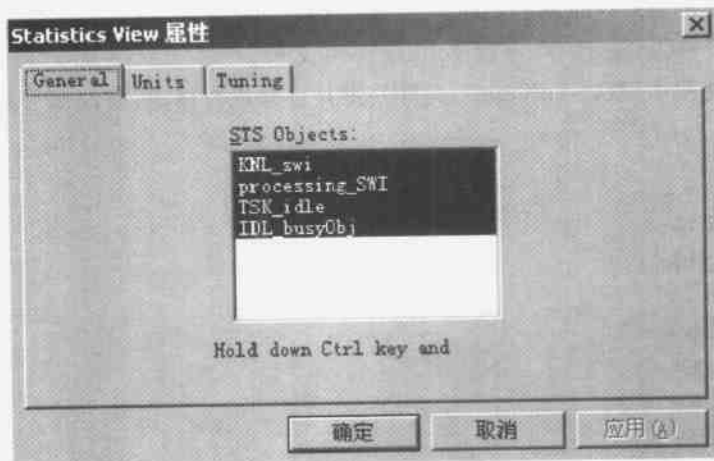 Statistics View 属性
General Units Tuning
STS Objects:
KNL_swi
processing_SWI
TSK_idle
IDL_busyObj
Hold down Ctrl key and
确定 取消 应用(A)